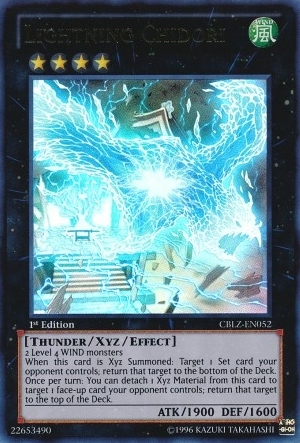 LIGHTNING CHIDORI
WIND
風
1st Edition
CBLZ-EN052
[THUNDER/XYZ/EFFECT]
2 Level 4 WIND monsters
When this card is Xyz Summoned: Target 1 Set card your
opponent controls; return that target to the bottom of the Deck.
Once per turn: You can detach 1 Xyz Material from this card to
target 1 face-up card your opponent controls; return that target
to the top of the Deck.
ATK/1900 DEF/1600
22653490
©1996 KAZUKI TAKAHASHI